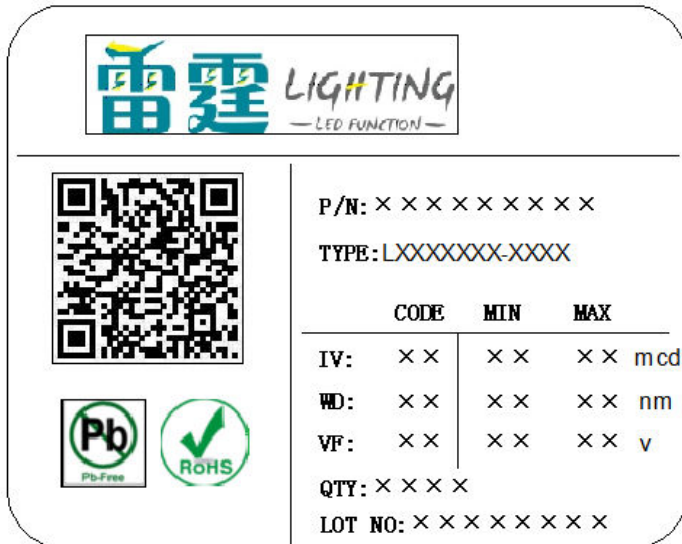 雷霆 LIGHTING
LED FUNCTION
P/N: ×××××××××
TYPE: LXXXXXXX-XXXX
CODE MIN MAX
IV: ×× ×× ×× mcd
WD: ×× ×× ×× nm
VF: ×× ×× ×× v
QTY: ××××
LOT NO: ××××××××
Pb
Pb-Free
RoHS